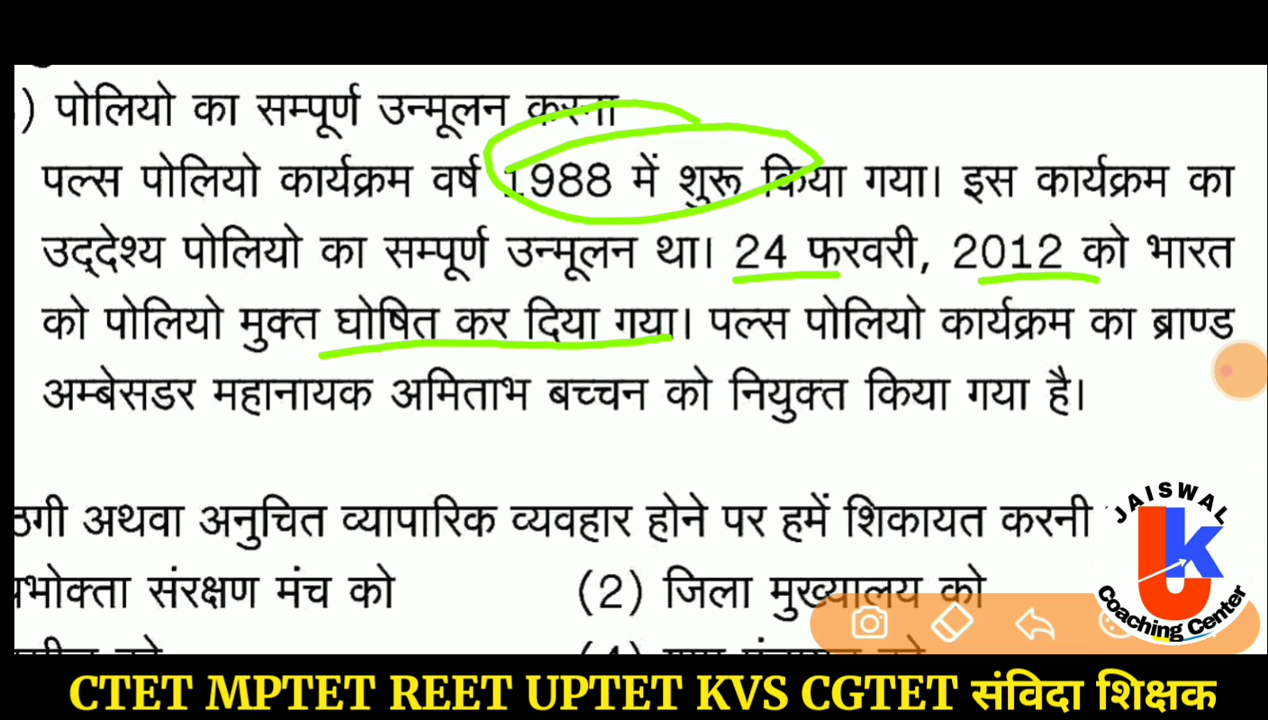 ) पोलियो का सम्पूर्ण उन्मूलन करना
पल्स पोलियो कार्यक्रम वर्ष 1988 में शुरू किया गया। इस कार्यक्रम का
उद्देश्य पोलियो का सम्पूर्ण उन्मूलन था। 24 फरवरी, 2012 को भारत
को पोलियो मुक्त घोषित कर दिया गया। पल्स पोलियो कार्यक्रम का ब्राण्ड
अम्बेसडर महानायक अमिताभ बच्चन को नियुक्त किया गया है।
ठगी अथवा अनुचित व्यापारिक व्यवहार होने पर हमें शिकायत करनी
संरक्षण मंच को (2) जिला मुख्यालय को
JAISWAL
JK
Coaching Center
CTET MPTET REET UPTET KVS CGTET संविदा शिक्षक